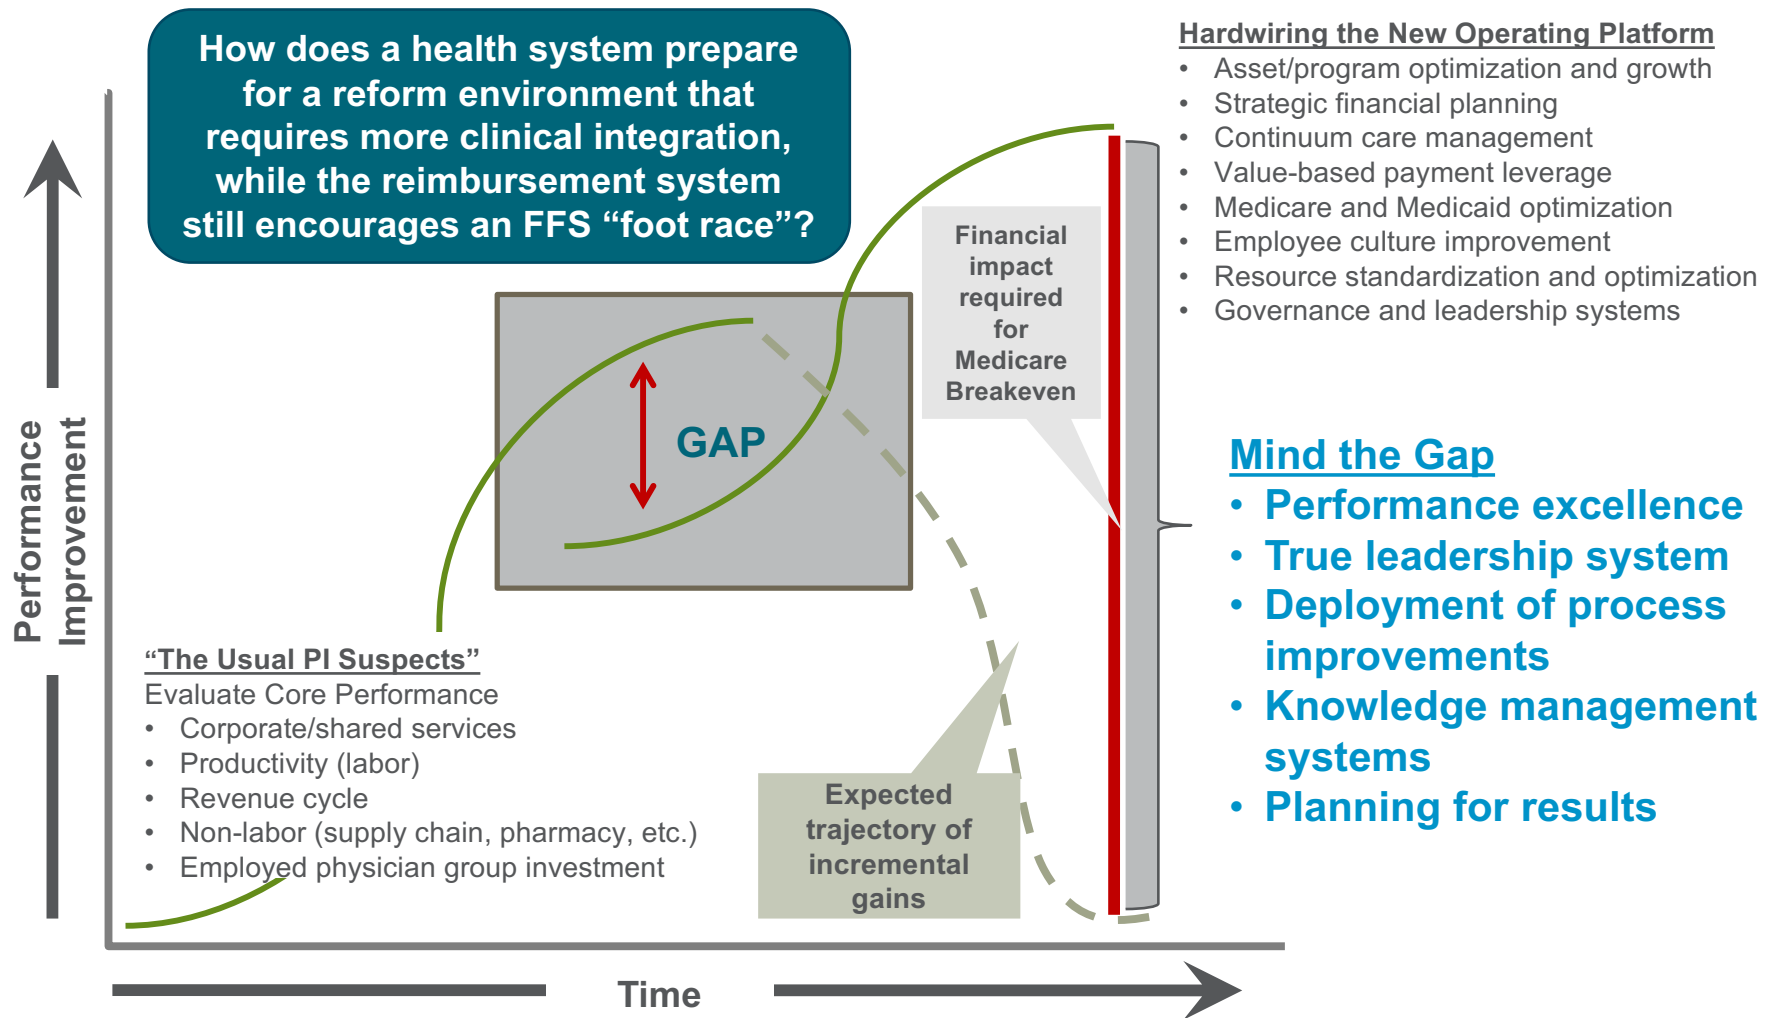 How does a health system prepare
for a reform environment that
requires more clinical integration,
while the reimbursement system
still encourages an FFS “foot race”?
Hardwiring the New Operating Platform
• Asset/program optimization and growth
• Strategic financial planning
• Continuum care management
• Value-based payment leverage
• Medicare and Medicaid optimization
• Employee culture improvement
• Resource standardization and optimization
• Governance and leadership systems
Financial
impact
required
for
Medicare
Breakeven
GAP
Mind the Gap
• Performance excellence
• True leadership system
• Deployment of process
improvements
• Knowledge management
systems
• Planning for results
Performance
Improvement
“The Usual PI Suspects”
Evaluate Core Performance
• Corporate/shared services
• Productivity (labor)
• Revenue cycle
• Non-labor (supply chain, pharmacy, etc.)
• Employed physician group investment
Expected
trajectory of
incremental
gains
Time